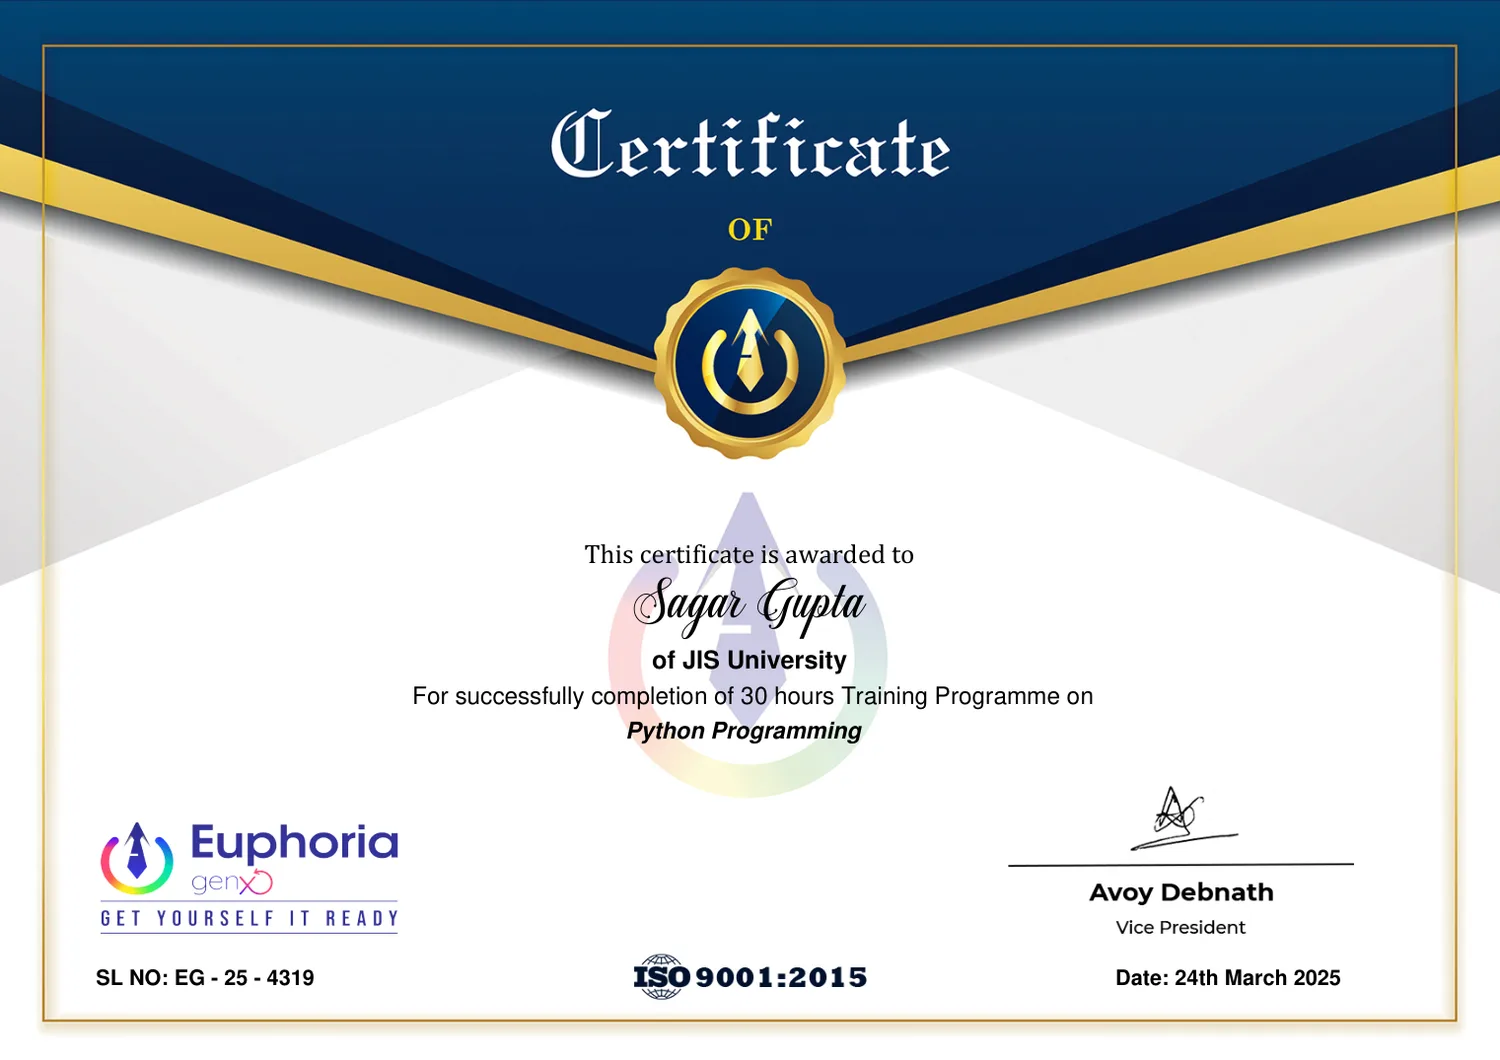 Certificate
OF
This certificate is awarded to
Sagar Gupta
of JIS University
For successfully completion of 30 hours Training Programme on
Python Programming
Euphoria
genx
GET YOURSELF IT READY
Avoy Debnath
Vice President
SL NO: EG - 25 - 4319
ISO 9001:2015
Date: 24th March 2025